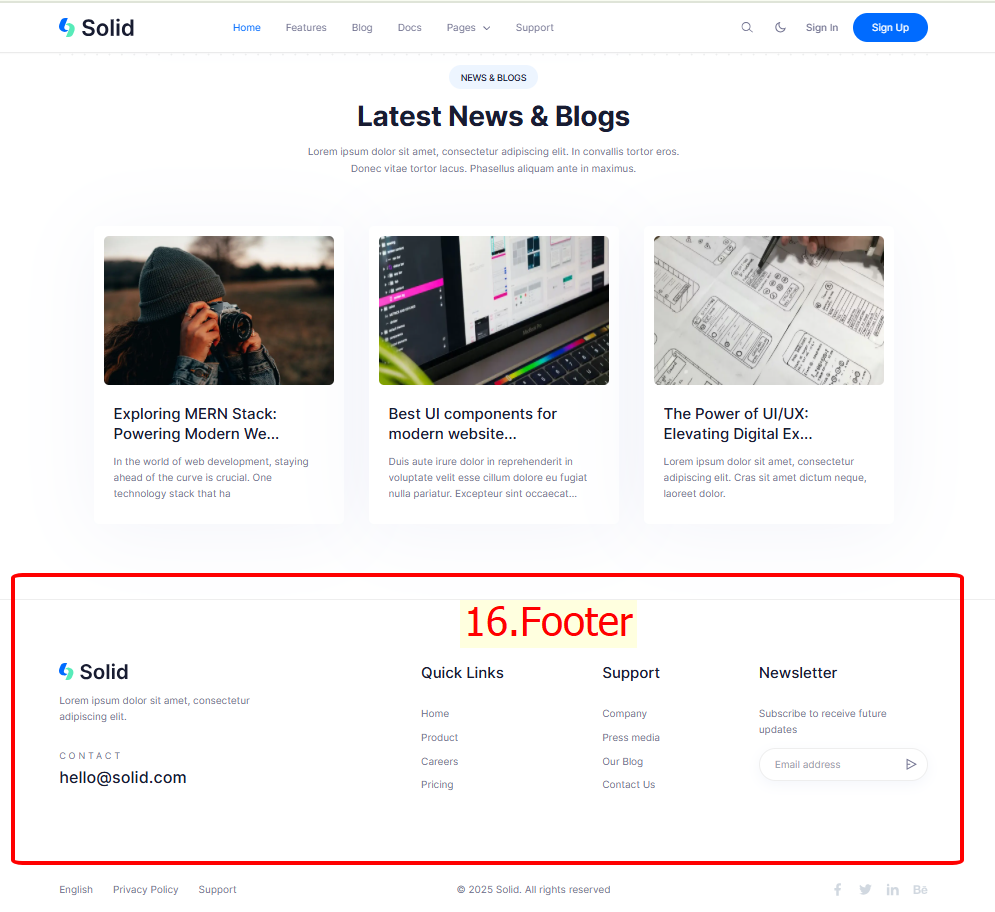 Solid
Home Features Blog Docs Pages Support Sign In Sign Up
NEWS & BLOGS
Latest News & Blogs
Lorem ipsum dolor sit amet, consectetur adipiscing elit. In convallis tortor eros.
Donec vitae tortor lacus. Phasellus aliquam ante in maximus.
Exploring MERN Stack:
Powering Modern We...
In the world of web development, staying
ahead of the curve is crucial. One
technology stack that ha
Best UI components for
modern website...
Duis aute irure dolor in reprehenderit in
voluptate velit esse cillum dolore eu fugiat
nulla pariatur. Excepteur sint occaecat...
The Power of UI/UX:
Elevating Digital Ex...
Lorem ipsum dolor sit amet, consectetur
adipiscing elit. Cras sit amet dictum neque,
laoreet dolor.
16.Footer
Solid
Lorem ipsum dolor sit amet, consectetur
adipiscing elit.
CONTACT
hello@solid.com
Quick Links
Home
Product
Careers
Pricing
Support
Company
Press media
Our Blog
Contact Us
Newsletter
Subscribe to receive future
updates
Email address
English Privacy Policy Support
© 2025 Solid. All rights reserved